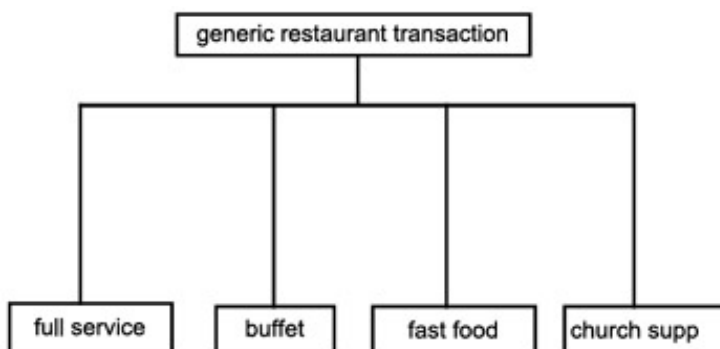 generic restaurant transaction
full service
buffet
fast food
church supp